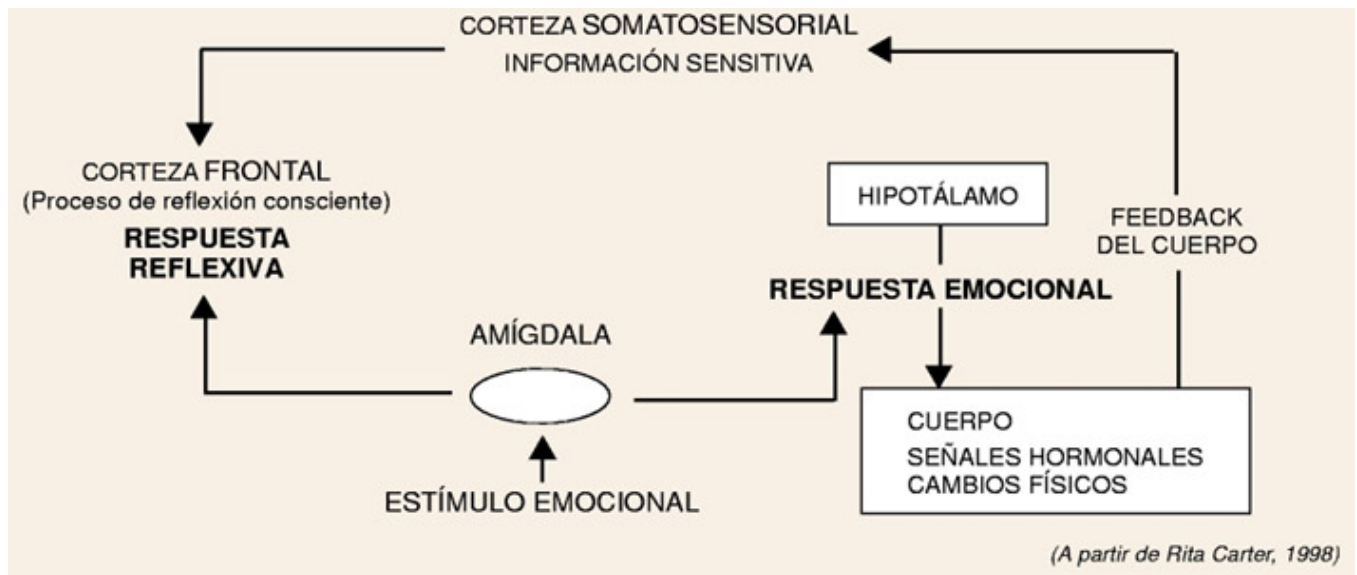 CORTEZA SOMATOSENSORIAL
INFORMACIÓN SENSITIVA
CORTEZA FRONTAL
(Proceso de reflexión consciente)
RESPUESTA
REFLEXIVA
HIPOTÁLAMO
FEEDBACK
DEL CUERPO
RESPUESTA EMOCIONAL
AMÍGDALA
ESTÍMULO EMOCIONAL
CUERPO
SEÑALES HORMONALES
CAMBIOS FÍSICOS
(A partir de Rita Carter, 1998)